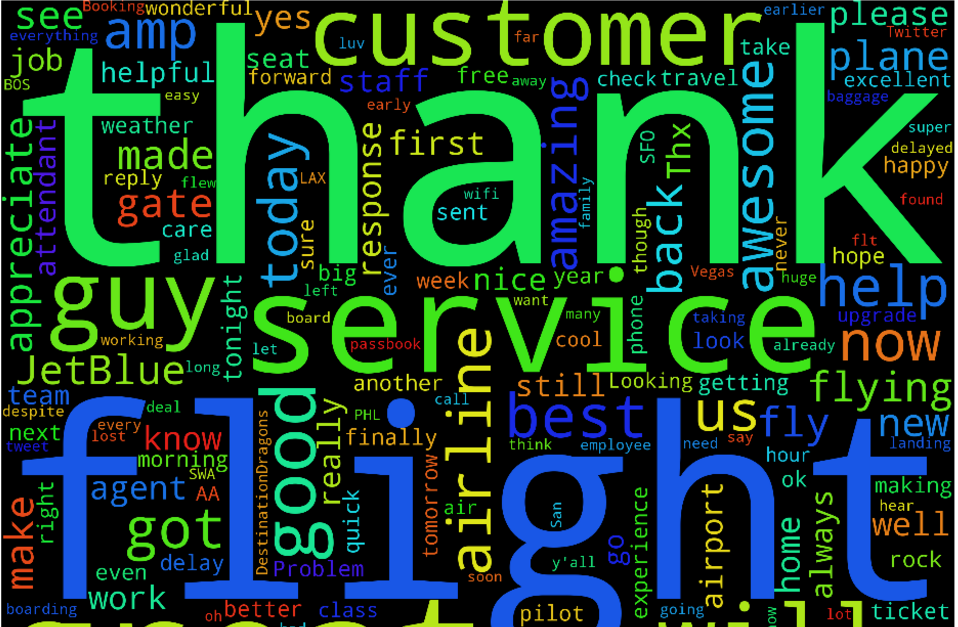 see
Booking
wonderful
yes
customer
earlier
please
everything
amp
luv
far
Twitter
job
helpful
seat
take
plane
BOS
forward
staff
free
away
check
travel
excellent
easy
early
amazing
awesome
baggage
thank
weather
response
first
SFO
Thx
super
appreciate
attendant
made
today
delayed
reply
flew
LAX
wifi
family
happy
gate
sent
back
found
care
sure
though
never
flt
glad
ever
hope
guy
tonight
big
week
nice
year
Vegas
huge
help
left
want
service
board
many
phone
taking
upgrade
working
let
passbook
cool
look
already
now
JetBlue
long
another
airline
still
Looking
getting
flying
team
good
call
best
us
fly
new
despite
deal
PHL
next
every
lost
know
DestinationDragons
really
finally
think
employee
need
say
landing
tweet
morning
SWA
hour
flight
agent
AA
quick
tomorrow
air
San
ok
making
make
right
got
go
experience
airport
home
always
hear
well
delay
Problem
y'all
rock
even
soon
work
boarding
oh
better
class
pilot
going
lot
ticket